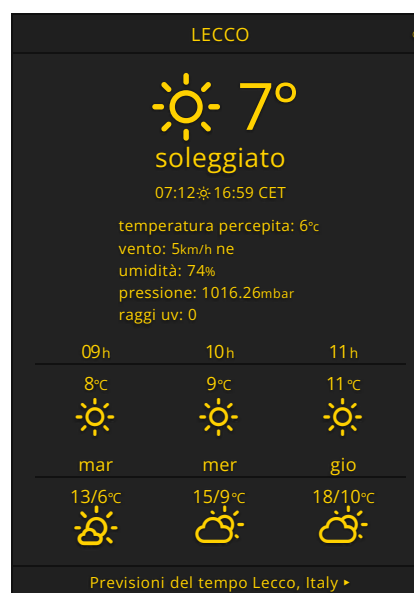 LECCO
7°
soleggiato
07:12 16:59 CET
temperatura percepita: 6°c
vento: 5km/h ne
umidità: 74%
pressione: 1016.26mbar
raggi uv: 0
09h 10h 11h
8°C 9°C 11°C
mar mer gio
13/6°C 15/9°C 18/10°C
Previsioni del tempo Lecco, Italy ▸